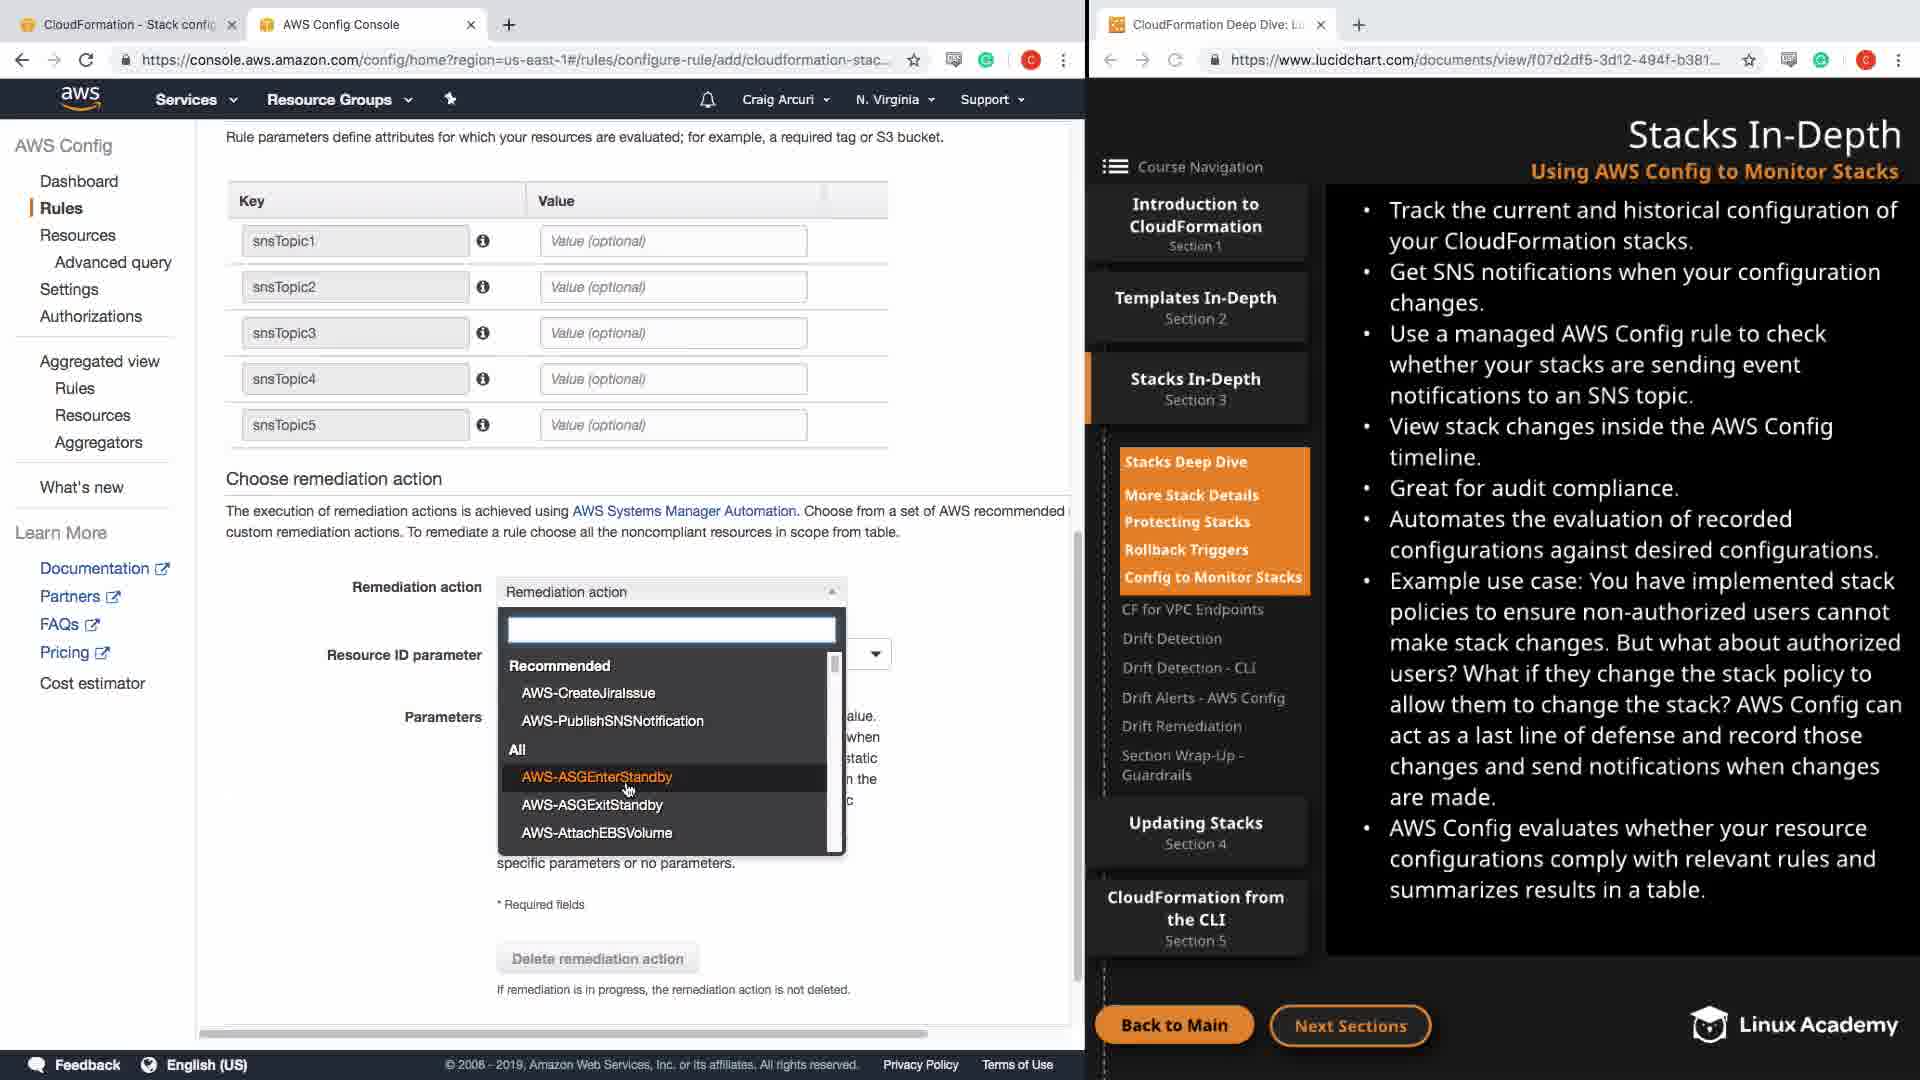 CloudFormation - Stack config
AWS Config Console
https://console.aws.amazon.com/config/home?region=us-east-1#/rules/configure-rule/add/cloudformation-stac...
C
aws
Services
Resource Groups
Craig Arcuri
N. Virginia
Support
AWS Config
Dashboard
Rules
Resources
Advanced query
Settings
Authorizations
Aggregated view
Rules
Resources
Aggregators
What's new
Learn More
Documentation
Partners
FAQs
Pricing
Cost estimator
Rule parameters define attributes for which your resources are evaluated; for example, a required tag or S3 bucket.
Key
Value
snsTopic1
Value (optional)
snsTopic2
Value (optional)
snsTopic3
Value (optional)
snsTopic4
Value (optional)
snsTopic5
Value (optional)
Choose remediation action
The execution of remediation actions is achieved using AWS Systems Manager Automation. Choose from a set of AWS recommended
custom remediation actions. To remediate a rule choose all the noncompliant resources in scope from table.
Remediation action
Remediation action
Recommended
AWS-CreateJiraIssue
AWS-PublishSNSNotification
All
AWS-ASGEnterStandby
AWS-ASGExitStandby
AWS-AttachEBSVolume
Resource ID parameter
Parameters
alue.
when
static
n the
c
specific parameters or no parameters.
* Required fields
Delete remediation action
If remediation is in progress, the remediation action is not deleted.
Feedback
English (US)
© 2008 - 2019, Amazon Web Services, Inc. or its affiliates. All rights reserved.
Privacy Policy
Terms of Use
CloudFormation Deep Dive: Lu
https://www.lucidchart.com/documents/view/f07d2df5-3d12-494f-b381...
C
Stacks In-Depth
Using AWS Config to Monitor Stacks
Course Navigation
Introduction to
CloudFormation
Section 1
Templates In-Depth
Section 2
Stacks In-Depth
Section 3
Stacks Deep Dive
More Stack Details
Protecting Stacks
Rollback Triggers
Config to Monitor Stacks
CF for VPC Endpoints
Drift Detection
Drift Detection - CLI
Drift Alerts - AWS Config
Drift Remediation
Section Wrap-Up -
Guardrails
Updating Stacks
Section 4
CloudFormation from
the CLI
Section 5
• Track the current and historical configuration of
your CloudFormation stacks.
• Get SNS notifications when your configuration
changes.
• Use a managed AWS Config rule to check
whether your stacks are sending event
notifications to an SNS topic.
• View stack changes inside the AWS Config
timeline.
• Great for audit compliance.
• Automates the evaluation of recorded
configurations against desired configurations.
• Example use case: You have implemented stack
policies to ensure non-authorized users cannot
make stack changes. But what about authorized
users? What if they change the stack policy to
allow them to change the stack? AWS Config can
act as a last line of defense and record those
changes and send notifications when changes
are made.
• AWS Config evaluates whether your resource
configurations comply with relevant rules and
summarizes results in a table.
Back to Main
Next Sections
Linux Academy